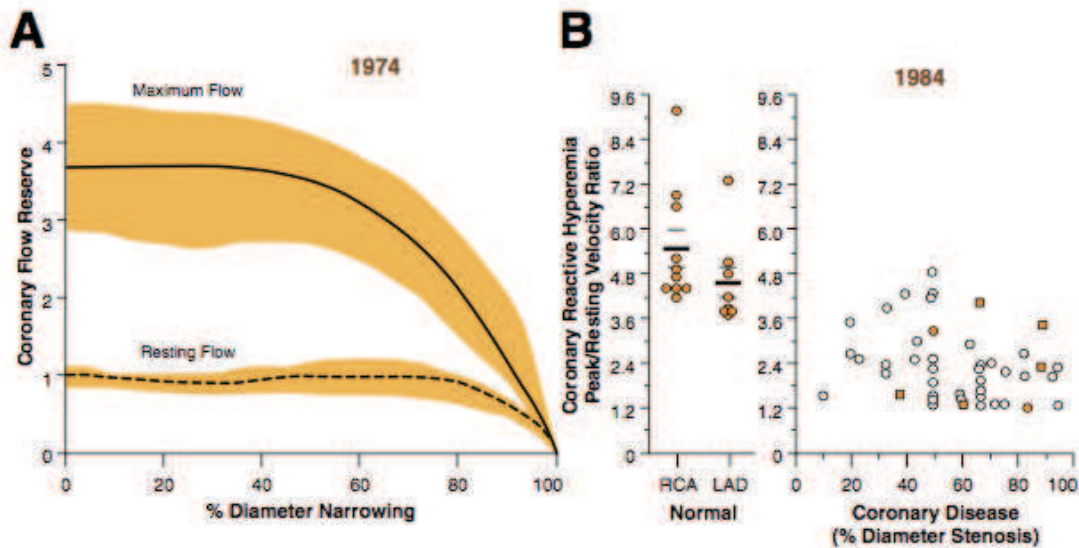 A
1974
5
4
3
2
1
0
Coronary Flow Reserve
Maximum Flow
Resting Flow
0 20 40 60 80 100
% Diameter Narrowing
B
1984
Coronary Reactive Hyperemia
Peak/Resting Velocity Ratio
9.6
8.4
7.2
6.0
4.8
3.6
2.4
1.2
0
RCA LAD
Normal
9.6
8.4
7.2
6.0
4.8
3.6
2.4
1.2
0
0 20 40 60 80 100
Coronary Disease
(% Diameter Stenosis)